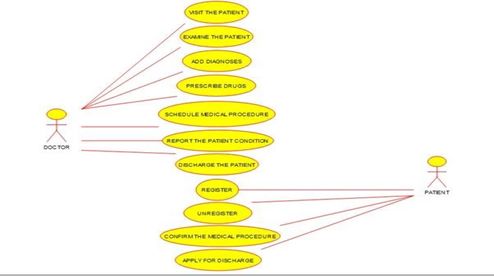 VISIT THE PATIENT
EXAMINE THE PATIENT
ADD DIAGNOSES
PRESCRIBE DRUGS
SCHEDULE MEDICAL PROCEDURE
REPORT THE PATIENT CONDITION
DOCTOR
DISCHARGE THE PATIENT
REGISTER
PATIENT
UNREGISTER
CONFIRM THE MEDICAL PROCEDURE
APPLY FOR DISCHARGE